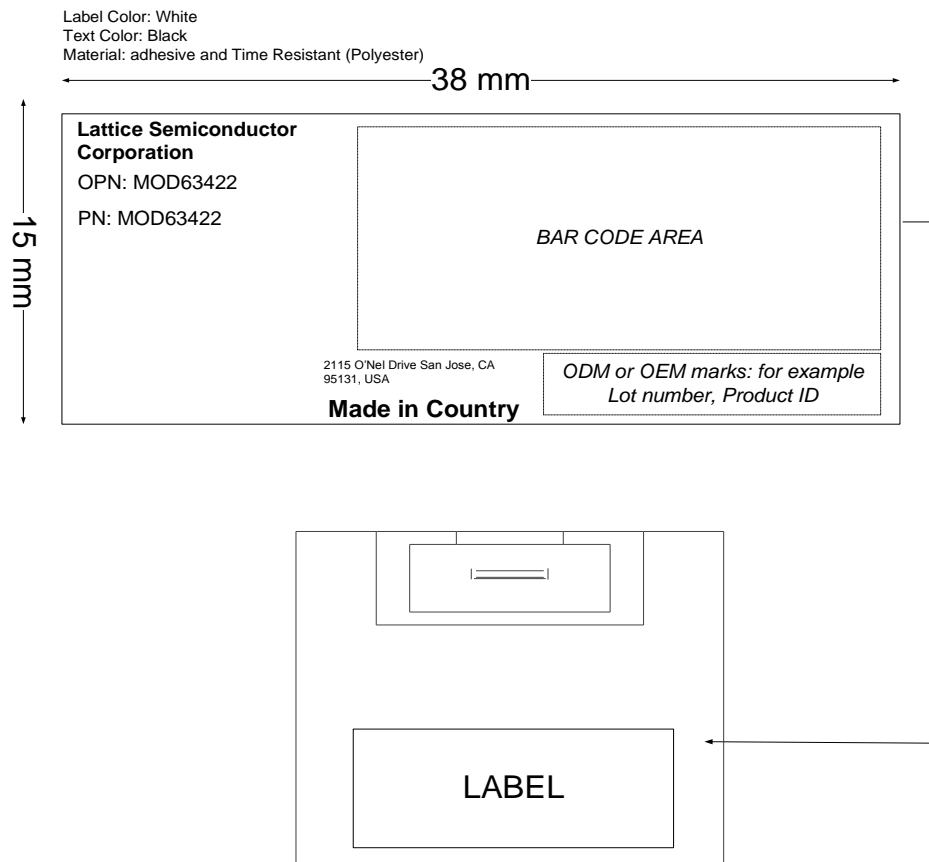 Label Color: White
Text Color: Black
Material: adhesive and Time Resistant (Polyester)
38 mm
15 mm
Lattice Semiconductor
Corporation
OPN: MOD63422
PN: MOD63422
BAR CODE AREA
2115 O'Nel Drive San Jose, CA
95131, USA
Made in Country
ODM or OEM marks: for example
Lot number, Product ID
LABEL